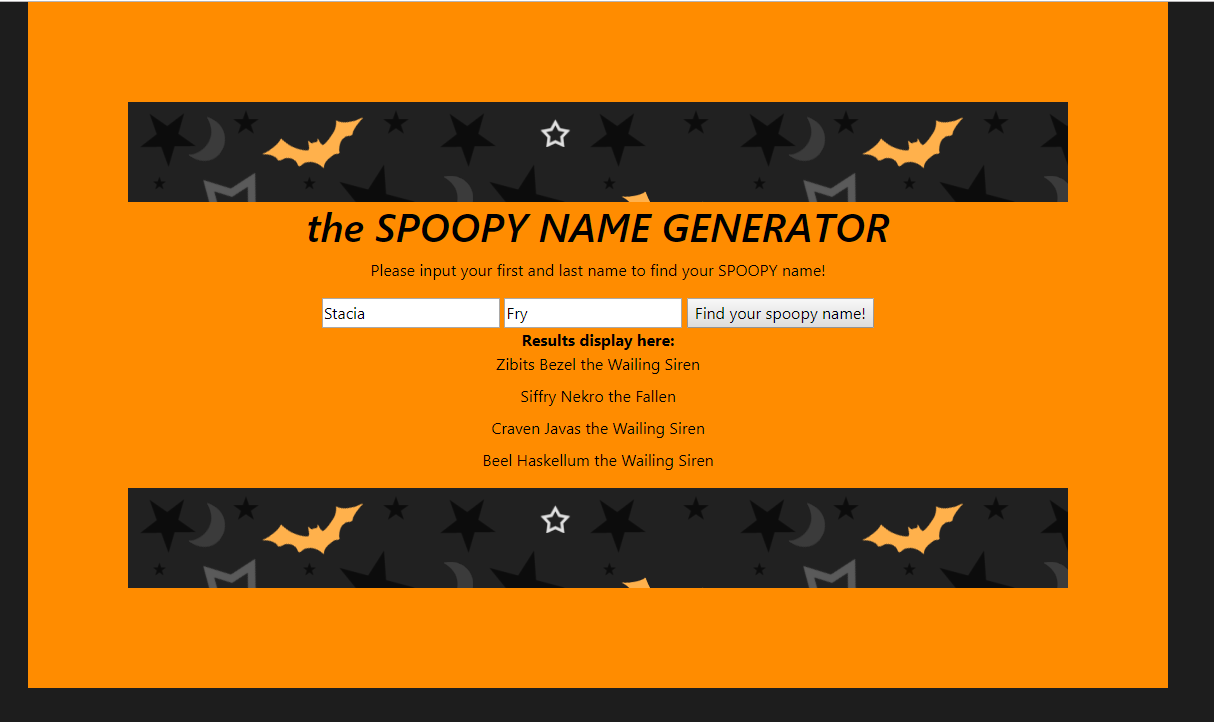 the SPOOPY NAME GENERATOR
Please input your first and last name to find your SPOOPY name!
Stacia Fry Find your spoopy name!
Results display here:
Zibits Bezel the Wailing Siren
Siffry Nekro the Fallen
Craven Javas the Wailing Siren
Beel Haskellum the Wailing Siren